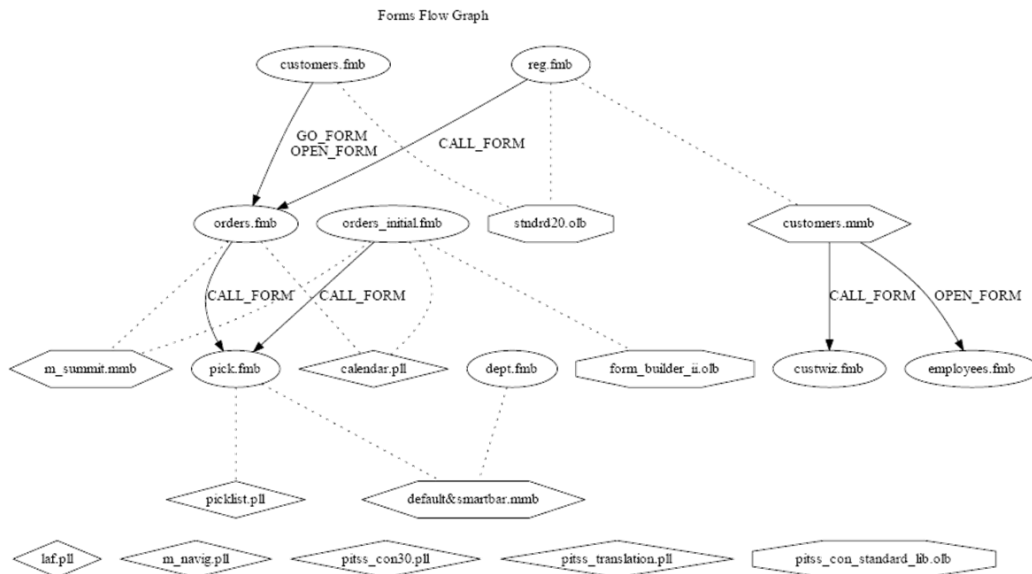 Forms Flow Graph
customers.fmb
reg.fmb
GO_FORM
OPEN_FORM
CALL_FORM
orders.fmb
orders_initial.fmb
stndrd20.olb
customers.mmb
CALL_FORM
CALL_FORM
CALL_FORM
OPEN_FORM
m_summit.mmb
pick.fmb
calendar.pll
dept.fmb
form_builder_ii.olb
custwiz.fmb
employees.fmb
picklist.pll
default&smartbar.mmb
laf.pll
m_navig.pll
pitss_con30.pll
pitss_translation.pll
pitss_con_standard_lib.olb